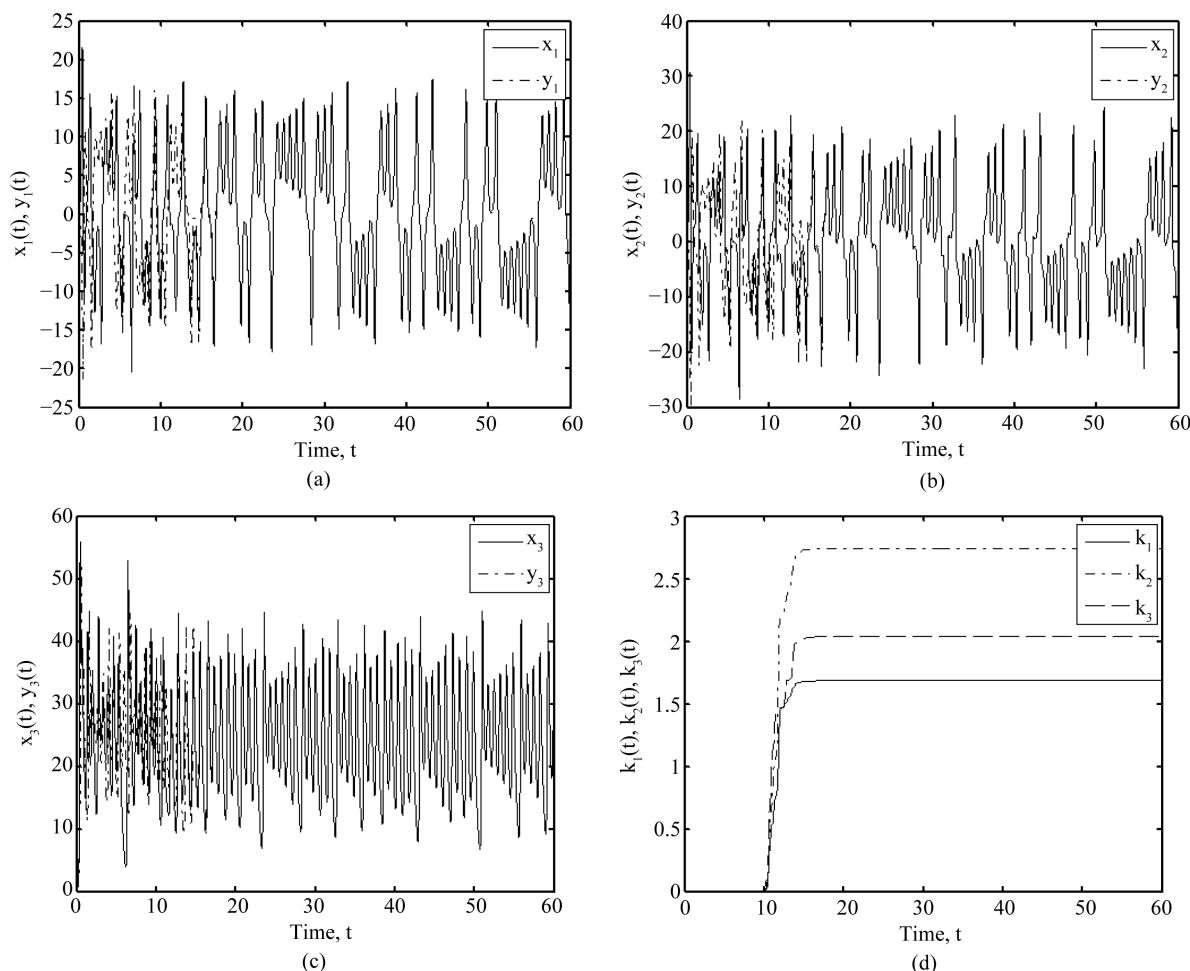 25
20
15
10
5
0
−5
−10
−15
−20
−25
0
10
20
30
40
50
60
x1(t), y1(t)
Time, t
x1
y1
(a)
40
30
20
10
0
−10
−20
−30
0
10
20
30
40
50
60
x2(t), y2(t)
Time, t
x2
y2
(b)
60
50
40
30
20
10
0
0
10
20
30
40
50
60
x3(t), y3(t)
Time, t
x3
y3
(c)
3
2.5
2
1.5
1
0.5
0
0
10
20
30
40
50
60
k1(t), k2(t), k3(t)
Time, t
k1
k2
k3
(d)